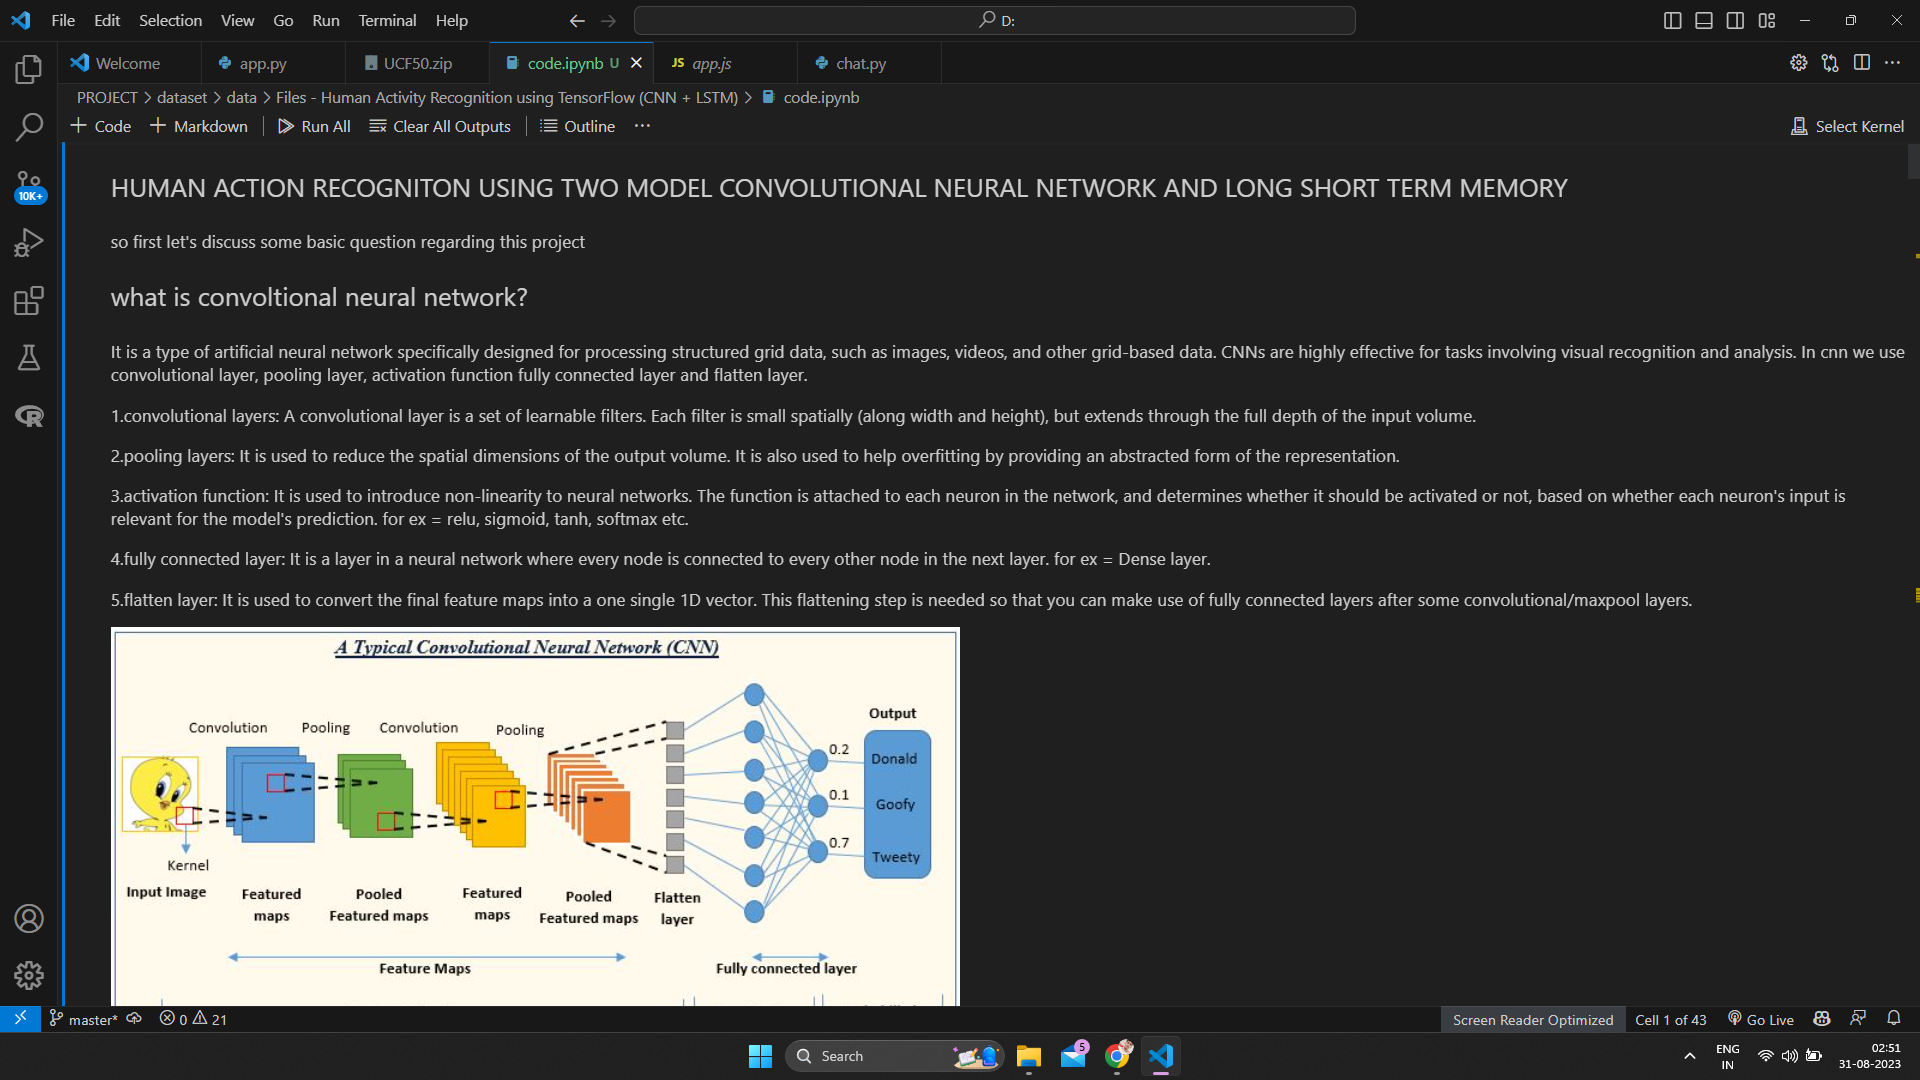 File Edit Selection View Go Run Terminal Help
D:
Welcome
app.py
UCF50.zip
code.ipynb U
JS app.js
chat.py
PROJECT > dataset > data > Files - Human Activity Recognition using TensorFlow (CNN + LSTM) > code.ipynb
+ Code + Markdown Run All Clear All Outputs Outline ... Select Kernel
10K+
HUMAN ACTION RECOGNITON USING TWO MODEL CONVOLUTIONAL NEURAL NETWORK AND LONG SHORT TERM MEMORY
so first let's discuss some basic question regarding this project
what is convoltional neural network?
It is a type of artificial neural network specifically designed for processing structured grid data, such as images, videos, and other grid-based data. CNNs are highly effective for tasks involving visual recognition and analysis. In cnn we use
convolutional layer, pooling layer, activation function fully connected layer and flatten layer.
1.convolutional layers: A convolutional layer is a set of learnable filters. Each filter is small spatially (along width and height), but extends through the full depth of the input volume.
2.pooling layers: It is used to reduce the spatial dimensions of the output volume. It is also used to help overfitting by providing an abstracted form of the representation.
3.activation function: It is used to introduce non-linearity to neural networks. The function is attached to each neuron in the network, and determines whether it should be activated or not, based on whether each neuron's input is
relevant for the model's prediction. for ex = relu, sigmoid, tanh, softmax etc.
4.fully connected layer: It is a layer in a neural network where every node is connected to every other node in the next layer. for ex = Dense layer.
5.flatten layer: It is used to convert the final feature maps into a one single 1D vector. This flattening step is needed so that you can make use of fully connected layers after some convolutional/maxpool layers.
A Typical Convolutional Neural Network (CNN)
Output
Convolution Pooling Convolution Pooling
0.2
Donald
0.1
Goofy
0.7
Tweety
Kernel
Input Image
Featured
maps
Pooled
Featured maps
Featured
maps
Pooled
Featured maps
Flatten
layer
Feature Maps
Fully connected layer
master* 0 21
Screen Reader Optimized Cell 1 of 43 Go Live
Search
5
ENG
IN
02:51
31-08-2023